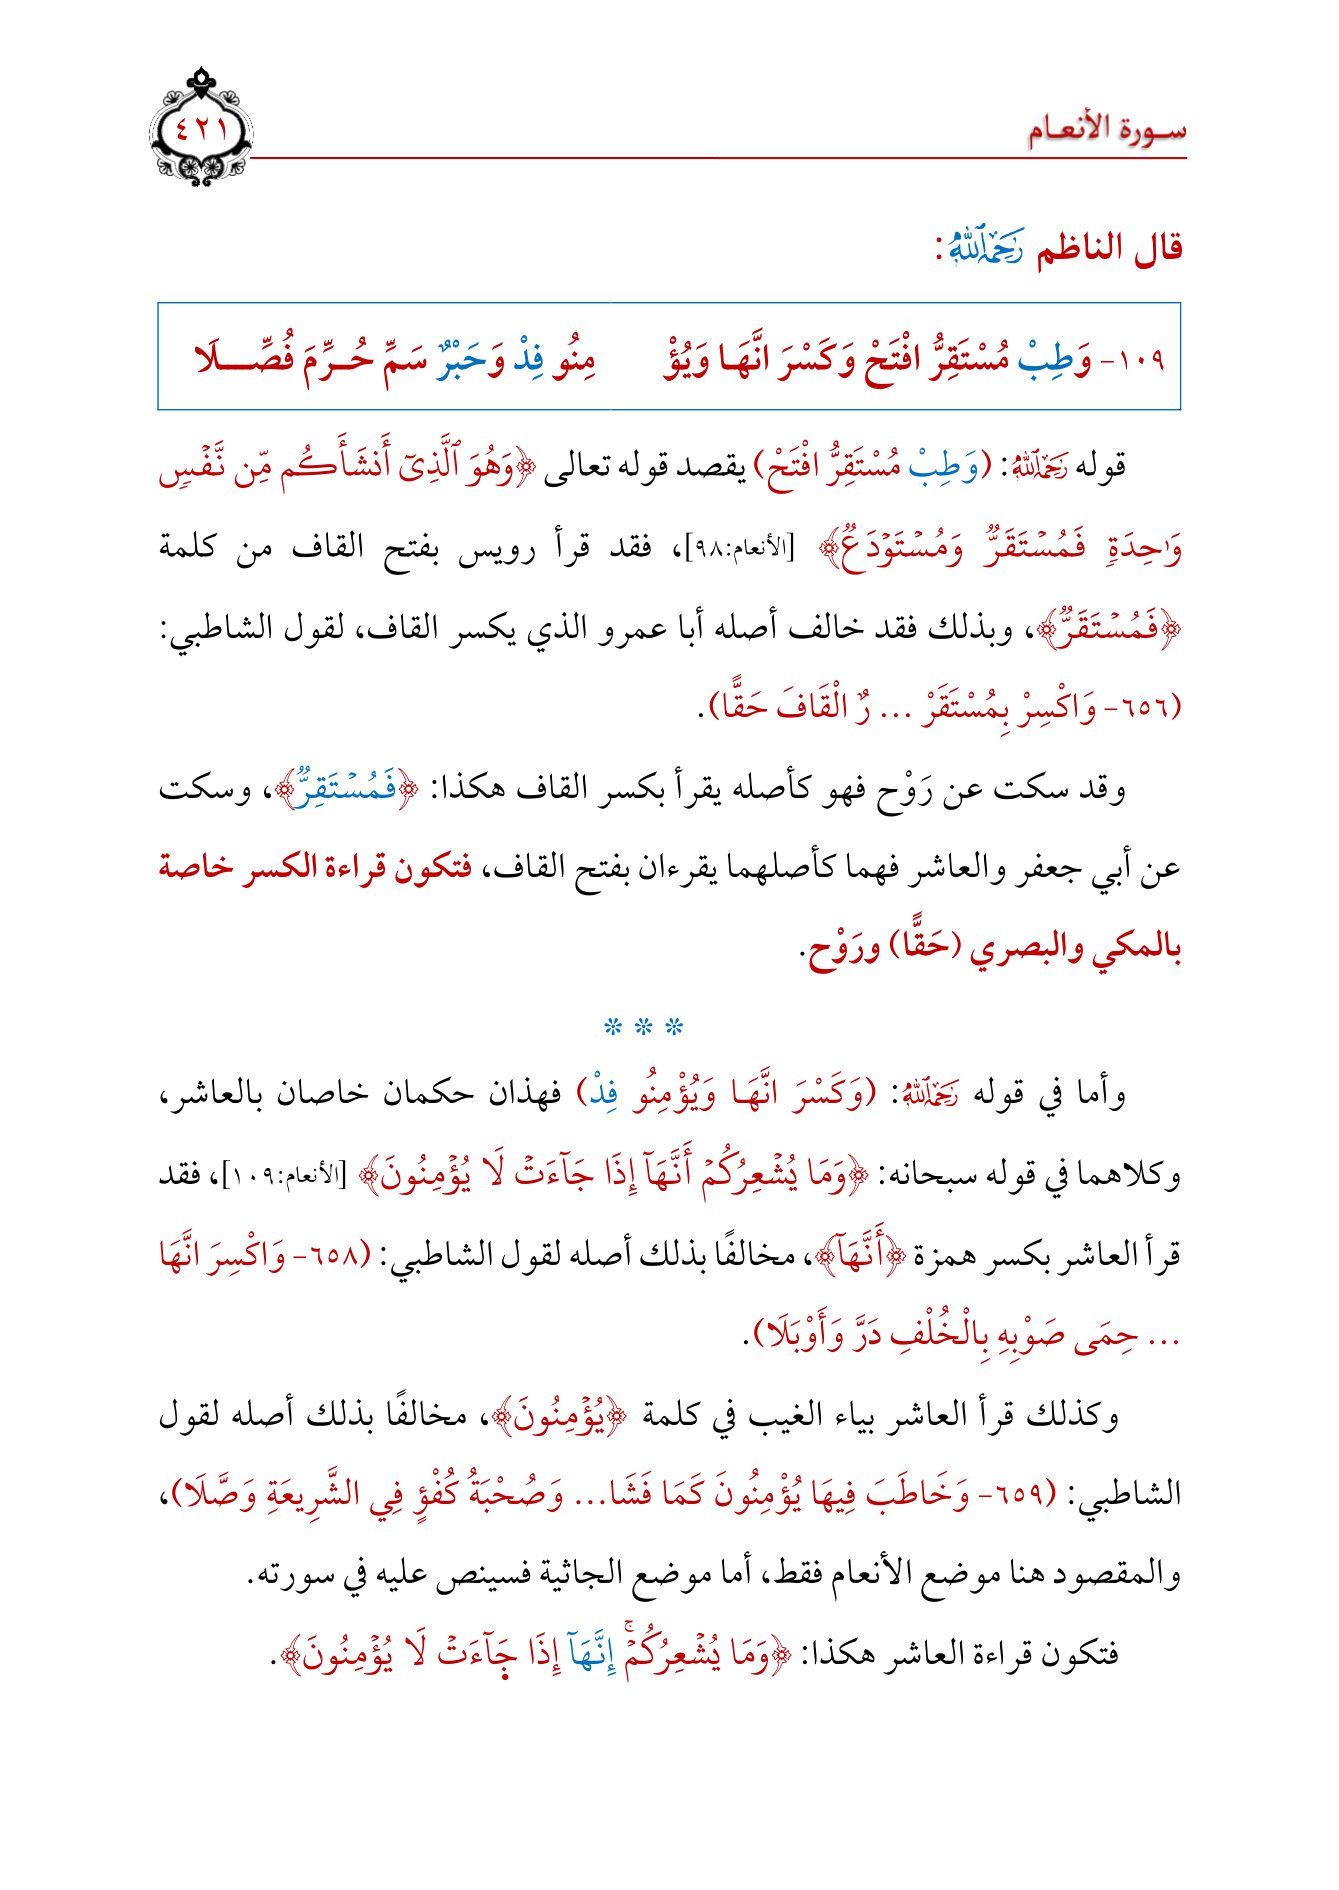 سورة الأنعام
٤٢١
قال الناظم رَحِمَهُ ٱللَّهُ:
١٠٩- وَطِبْ مُسْتَقِرُّ افْتَحْ وَكَسْرَ انَّهَا وَيُؤْ مِنُو فِدْ وَحَبْرٌ سَمِّ حُرِّمَ فُصِّلَا
قوله رَحِمَهُ ٱللَّهُ: (وَطِبْ مُسْتَقِرُّ افْتَحْ) يقصد قوله تعالى ﴿وَهُوَ ٱلَّذِىٓ أَنشَأَكُم مِّن نَّفۡسٖ
وَٰحِدَةٖ فَمُسۡتَقَرّٞ وَمُسۡتَوۡدَعٞ﴾ [الأنعام:٩٨]، فقد قرأ رويس بفتح القاف من كلمة
﴿فَمُسۡتَقَرّٞ﴾، وبذلك فقد خالف أصله أبا عمرو الذي يكسر القاف، لقول الشاطبي:
(٦٥٦- وَاكْسِرْ بِمُسْتَقَرْ ... رٌ الْقَافَ حَقًّا).
وقد سكت عن رَوْح فهو كأصله يقرأ بكسر القاف هكذا: ﴿فَمُسۡتَقِرّٞ﴾، وسكت
عن أبي جعفر والعاشر فهما كأصلهما يقرءان بفتح القاف، فتكون قراءة الكسر خاصة
بالمكي والبصري (حَقًّا) ورَوْح.
* * *
وأما في قوله رَحِمَهُ ٱللَّهُ: (وَكَسْرَ انَّهَا وَيُؤْمِنُو فِدْ) فهذان حكمان خاصان بالعاشر،
وكلاهما في قوله سبحانه: ﴿وَمَا يُشۡعِرُكُمۡ أَنَّهَآ إِذَا جَآءَتۡ لَا يُؤۡمِنُونَ﴾ [الأنعام:١٠٩]، فقد
قرأ العاشر بكسر همزة ﴿أَنَّهَآ﴾، مخالفًا بذلك أصله لقول الشاطبي: (٦٥٨- وَاكْسِرَ انَّهَا
... حِمَى صَوْبِهِ بِالْخُلْفِ دَرَّ وَأَوْبَلَا).
وكذلك قرأ العاشر بياء الغيب في كلمة ﴿يُؤۡمِنُونَ﴾، مخالفًا بذلك أصله لقول
الشاطبي: (٦٥٩- وَخَاطَبَ فِيهَا يُؤْمِنُونَ كَمَا فَشَا... وَصُحْبَةُ كُفْؤٍ فِي الشَّرِيعَةِ وَصَّلَا)،
والمقصود هنا موضع الأنعام فقط، أما موضع الجاثية فسينص عليه في سورته.
فتكون قراءة العاشر هكذا: ﴿وَمَا يُشۡعِرُكُمۡۚ إِنَّهَآ إِذَا جَآءَتۡ لَا يُؤۡمِنُونَ﴾.